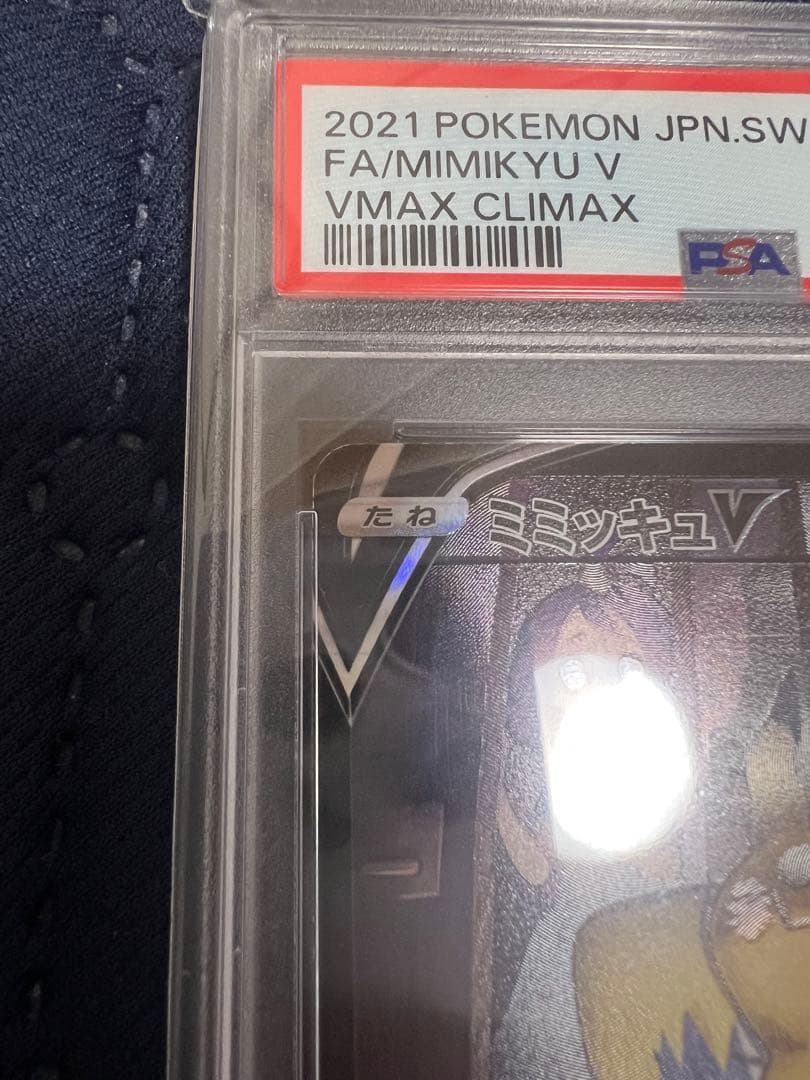 2021 POKEMON JPN.SW
FA/MIMIKYU V
VMAX CLIMAX
PSA
たね
ミミッキュV